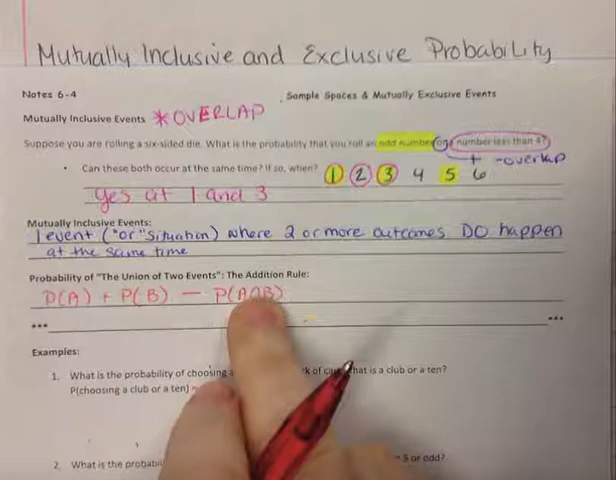 Mutually Inclusive and Exclusive Probability
Notes 6-4 Sample Spaces & Mutually Exclusive Events
Mutually Inclusive Events *OVERLAP
Suppose you are rolling a six-sided die. What is the probability that you roll an odd number or a number less than 4?
+ -overlap
• Can these both occur at the same time? If so, when? 1 2 3 4 5 6
Yes at 1 and 3
Mutually Inclusive Events:
1 event ("or" situation) where 2 or more outcomes DO happen
at the same time
Probability of "The Union of Two Events": The Addition Rule:
P(A) + P(B) - P(A∩B)
*** ***
Examples:
1. What is the probability of choosing a that is a club or a ten?
P(choosing a club or a ten)
2. What is the 5 or odd?